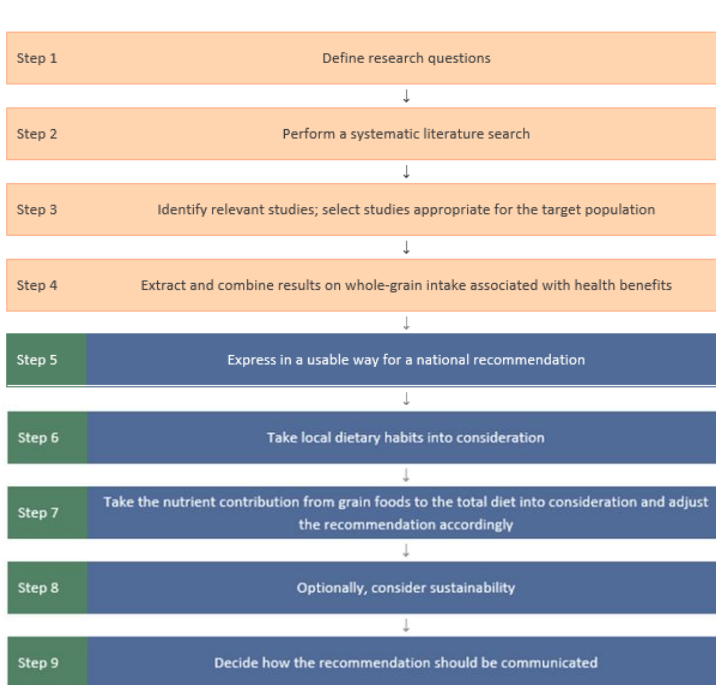 Step 1 Define research questions
↓
Step 2 Perform a systematic literature search
↓
Step 3 Identify relevant studies; select studies appropriate for the target population
↓
Step 4 Extract and combine results on whole-grain intake associated with health benefits
↓
Step 5 Express in a usable way for a national recommendation
↓
Step 6 Take local dietary habits into consideration
↓
Step 7 Take the nutrient contribution from grain foods to the total diet into consideration and adjust
the recommendation accordingly
↓
Step 8 Optionally, consider sustainability
↓
Step 9 Decide how the recommendation should be communicated